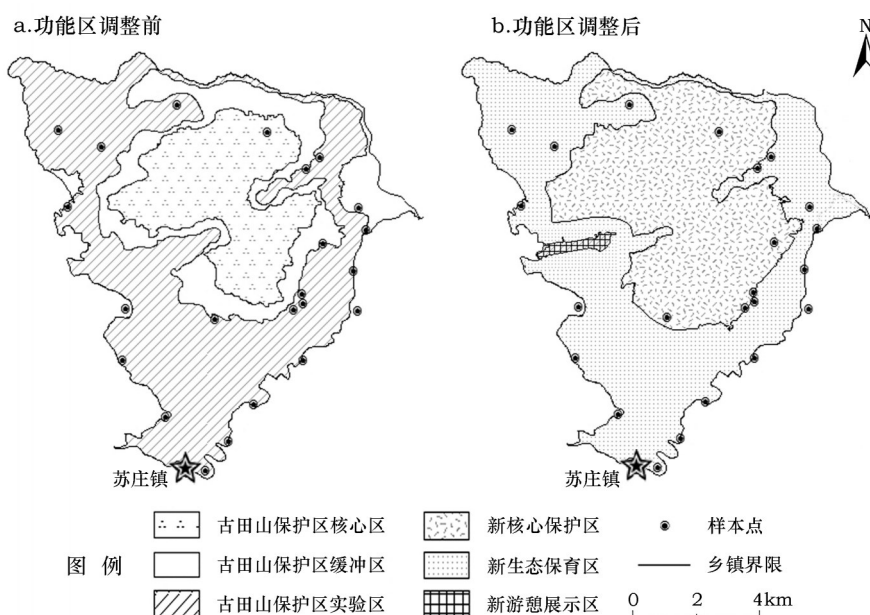 a.功能区调整前
b.功能区调整后
N
苏庄镇
苏庄镇
图 例
古田山保护区核心区
新核心保护区
样本点
古田山保护区缓冲区
新生态保育区
乡镇界限
古田山保护区实验区
新游憩展示区
0 2 4km